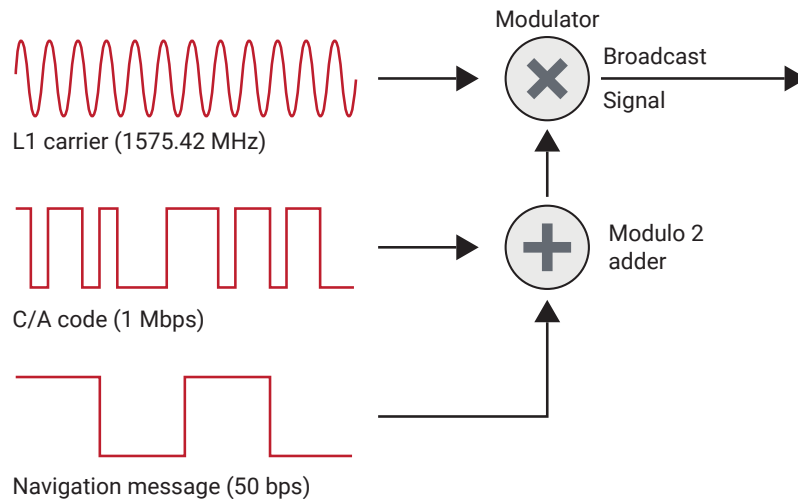 Modulator
Broadcast
Signal
L1 carrier (1575.42 MHz)
Modulo 2
adder
C/A code (1 Mbps)
Navigation message (50 bps)